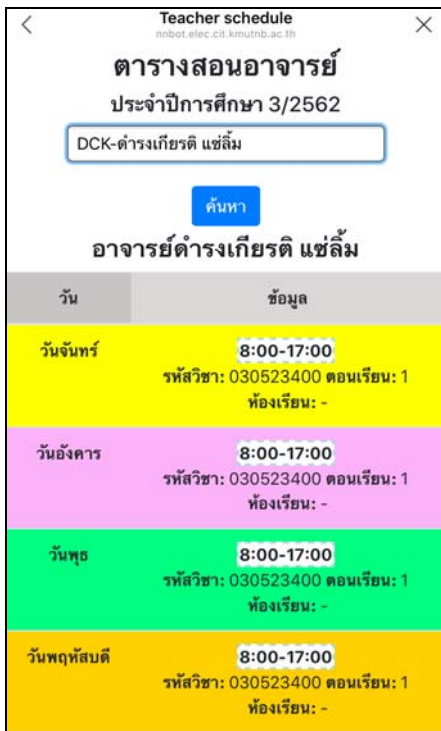 Teacher schedule
nnbot.elec.cit.kmutnb.ac.th
ตารางสอนอาจารย์
ประจำปีการศึกษา 3/2562
DCK-ดำรงเกียรติ แซ่ลิ้ม
ค้นหา
อาจารย์ดำรงเกียรติ แซ่ลิ้ม
วัน ข้อมูล
วันจันทร์ 8:00-17:00
รหัสวิชา: 030523400 ตอนเรียน: 1
ห้องเรียน: -
วันอังคาร 8:00-17:00
รหัสวิชา: 030523400 ตอนเรียน: 1
ห้องเรียน: -
วันพุธ 8:00-17:00
รหัสวิชา: 030523400 ตอนเรียน: 1
ห้องเรียน: -
วันพฤหัสบดี 8:00-17:00
รหัสวิชา: 030523400 ตอนเรียน: 1
ห้องเรียน: -